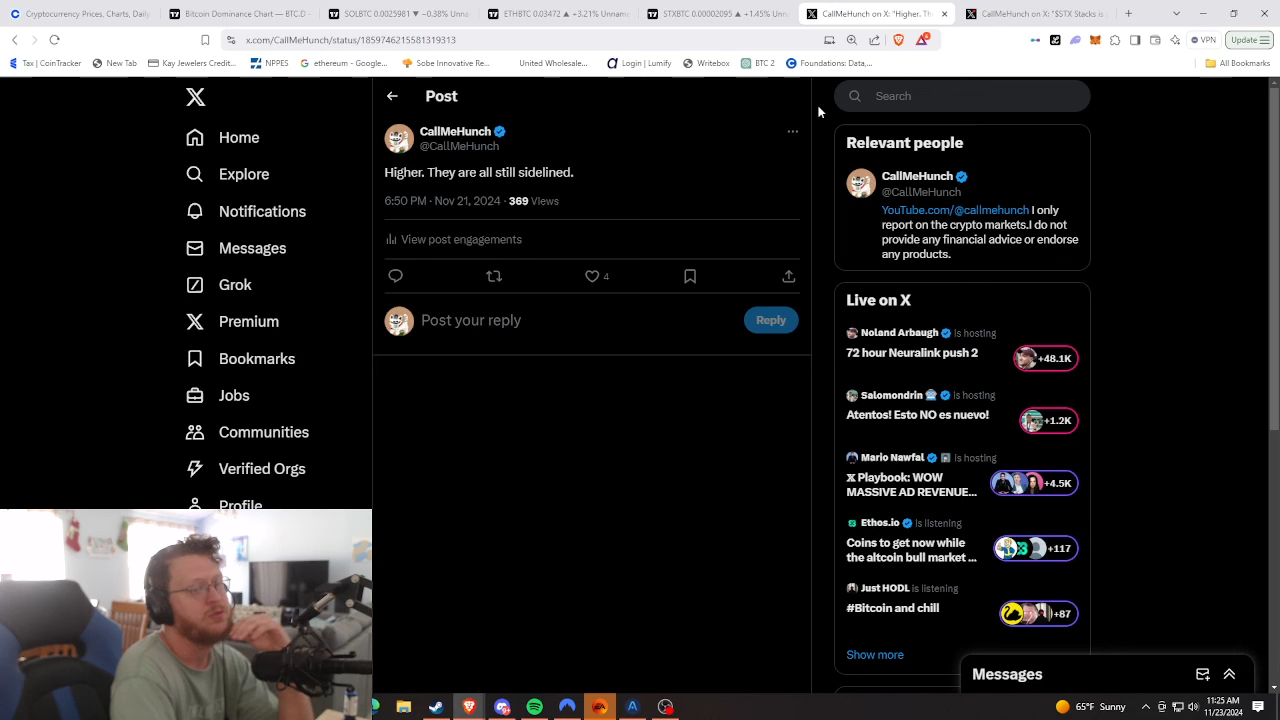 Cryptocurrency Prices, Charts, Daily
Bitcoin Dominance Chart — BTC.D
SOLBTC 0.0025981 ▼ −0.38% Unn
ETHBTC 0.03472 ▲ +3.21% Unnam
STXBTC 0.00002095 ▲ +1.45% Unn
CallMeHunch on X: "Higher. The
CallMeHunch on X: "$STX Stacks is
x.com/CallMeHunch/status/1859746215581319313
VPN
Update
Tax | CoinTracker
New Tab
Kay Jewelers Credit...
NPPES
ethereum - Google...
Sobe Innovative Re...
United Wholesale...
Login | Lumify
Writebox
BTC 2
Foundations: Data,...
All Bookmarks
Home
Explore
Notifications
Messages
Grok
Premium
Bookmarks
Jobs
Communities
Verified Orgs
Profile
Post
CallMeHunch
@CallMeHunch
Higher. They are all still sidelined.
6:50 PM · Nov 21, 2024 · 369 Views
View post engagements
4
Post your reply
Reply
Search
Relevant people
CallMeHunch
@CallMeHunch
YouTube.com/@callmehunch I only
report on the crypto markets.I do not
provide any financial advice or endorse
any products.
Live on X
Noland Arbaugh is hosting
72 hour Neuralink push 2
+48.1K
Salomondrin is hosting
Atentos! Esto NO es nuevo!
+1.2K
Mario Nawfal is hosting
𝕏 Playbook: WOW
MASSIVE AD REVENUE...
+4.5K
Ethos.io is listening
Coins to get now while
the altcoin bull market ...
+117
Just HODL is listening
#Bitcoin and chill
+87
Show more
Messages
65°F Sunny
11:25 AM
11/23/2024